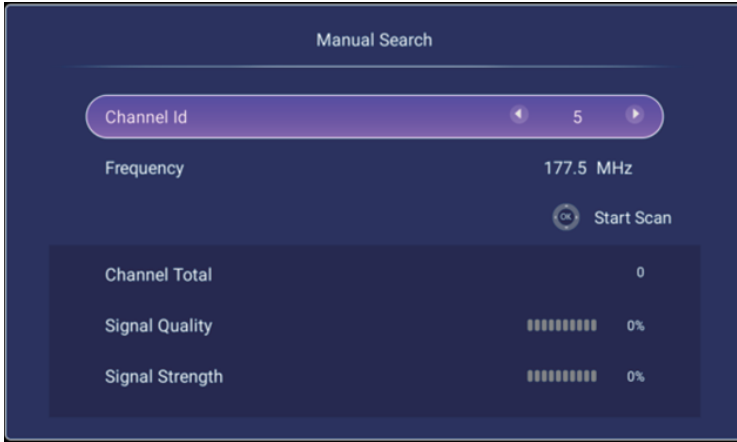 Manual Search
Channel Id 5
Frequency 177.5 MHz
OK Start Scan
Channel Total 0
Signal Quality 0%
Signal Strength 0%